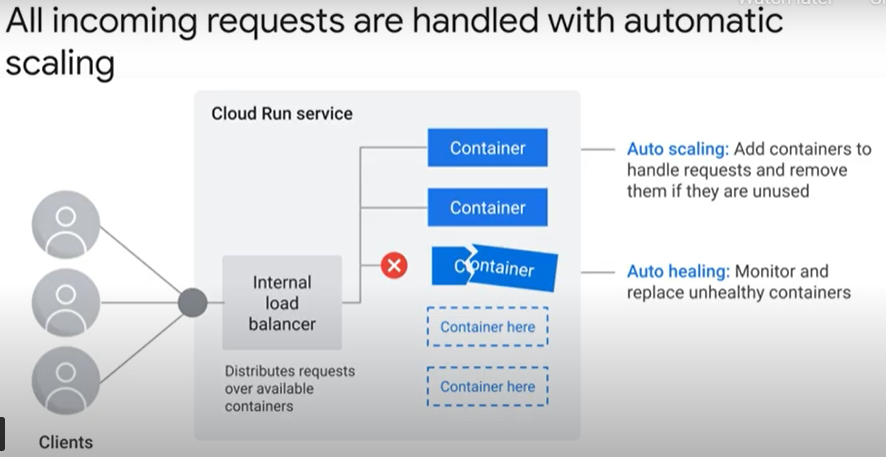 All incoming requests are handled with automatic
scaling
Cloud Run service
Container
Container
Container
Container here
Container here
Internal
load
balancer
Distributes requests
over available
containers
Clients
Auto scaling: Add containers to
handle requests and remove
them if they are unused
Auto healing: Monitor and
replace unhealthy containers